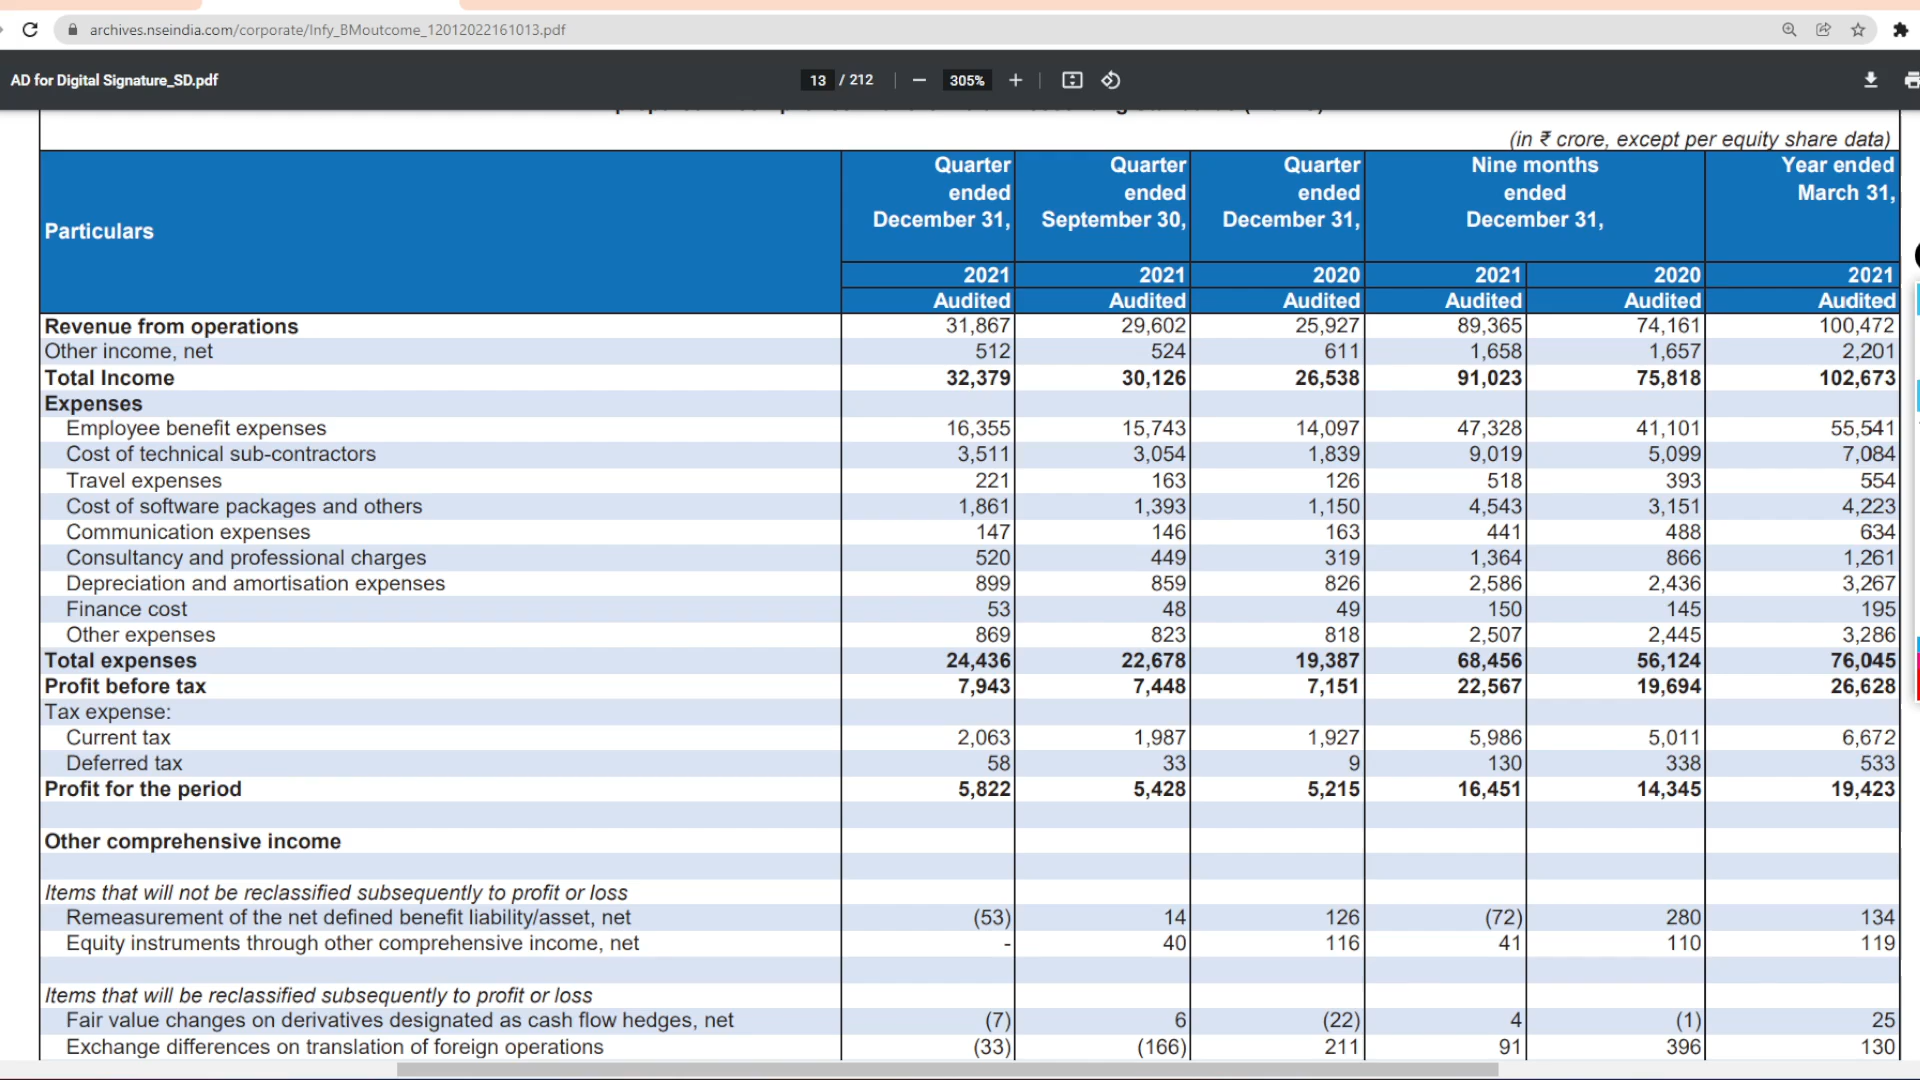 archives.nseindia.com/corporate/Infy_BMoutcome_12012022161013.pdf
AD for Digital Signature_SD.pdf 13 / 212 − 305% +
(in ₹ crore, except per equity share data)
Particulars
Quarter ended December 31, Quarter ended September 30, Quarter ended December 31, Nine months ended December 31, Year ended March 31,
2021 2021 2020 2021 2020 2021
Audited Audited Audited Audited Audited Audited
Revenue from operations 31,867 29,602 25,927 89,365 74,161 100,472
Other income, net 512 524 611 1,658 1,657 2,201
Total Income 32,379 30,126 26,538 91,023 75,818 102,673
Expenses
Employee benefit expenses 16,355 15,743 14,097 47,328 41,101 55,541
Cost of technical sub-contractors 3,511 3,054 1,839 9,019 5,099 7,084
Travel expenses 221 163 126 518 393 554
Cost of software packages and others 1,861 1,393 1,150 4,543 3,151 4,223
Communication expenses 147 146 163 441 488 634
Consultancy and professional charges 520 449 319 1,364 866 1,261
Depreciation and amortisation expenses 899 859 826 2,586 2,436 3,267
Finance cost 53 48 49 150 145 195
Other expenses 869 823 818 2,507 2,445 3,286
Total expenses 24,436 22,678 19,387 68,456 56,124 76,045
Profit before tax 7,943 7,448 7,151 22,567 19,694 26,628
Tax expense:
Current tax 2,063 1,987 1,927 5,986 5,011 6,672
Deferred tax 58 33 9 130 338 533
Profit for the period 5,822 5,428 5,215 16,451 14,345 19,423
Other comprehensive income
Items that will not be reclassified subsequently to profit or loss
Remeasurement of the net defined benefit liability/asset, net (53) 14 126 (72) 280 134
Equity instruments through other comprehensive income, net - 40 116 41 110 119
Items that will be reclassified subsequently to profit or loss
Fair value changes on derivatives designated as cash flow hedges, net (7) 6 (22) 4 (1) 25
Exchange differences on translation of foreign operations (33) (166) 211 91 396 130